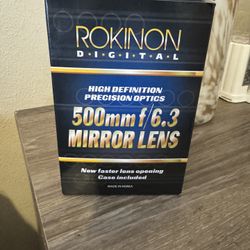 ROKINON
D•I•G•I•T•A•L
HIGH DEFINITION
PRECISION OPTICS
500mm f/6.3
MIRROR LENS
New faster lens opening
Case included
MADE IN KOREA